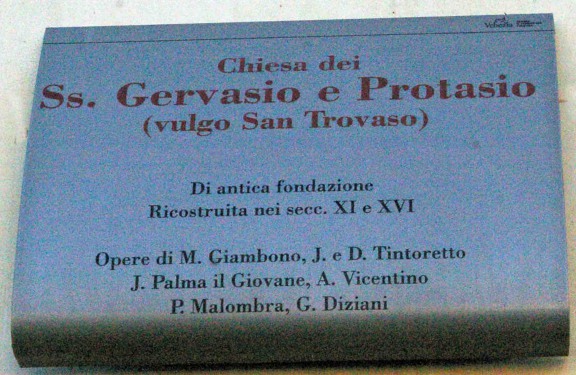 Chiesa dei
Ss. Gervasio e Protasio
(vulgo San Trovaso)
Di antica fondazione
Ricostruita nei secc. XI e XVI
Opere di M. Giambono, J. e D. Tintoretto
J. Palma il Giovane, A. Vicentino
P. Malombra, G. Diziani